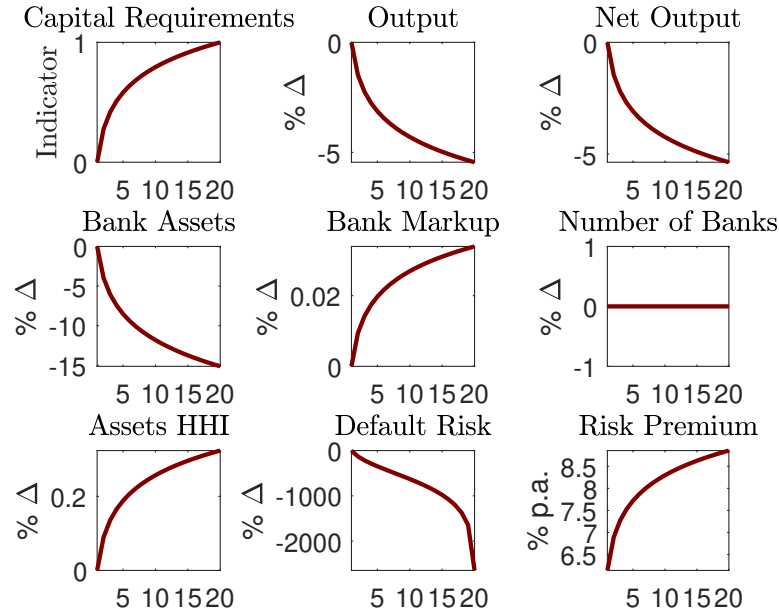 Capital Requirements
Output
Net Output
Indicator
1
0
5 10 15 20
% Δ
0
-5
5 10 15 20
% Δ
0
-5
5 10 15 20
Bank Assets
Bank Markup
Number of Banks
% Δ
0
-5
-10
-15
5 10 15 20
% Δ
0.02
0
5 10 15 20
% Δ
1
0
-1
5 10 15 20
Assets HHI
Default Risk
Risk Premium
% Δ
0.2
0
5 10 15 20
% Δ
0
-1000
-2000
5 10 15 20
% p.a.
8.5
8
7.5
7
6.5
5 10 15 20